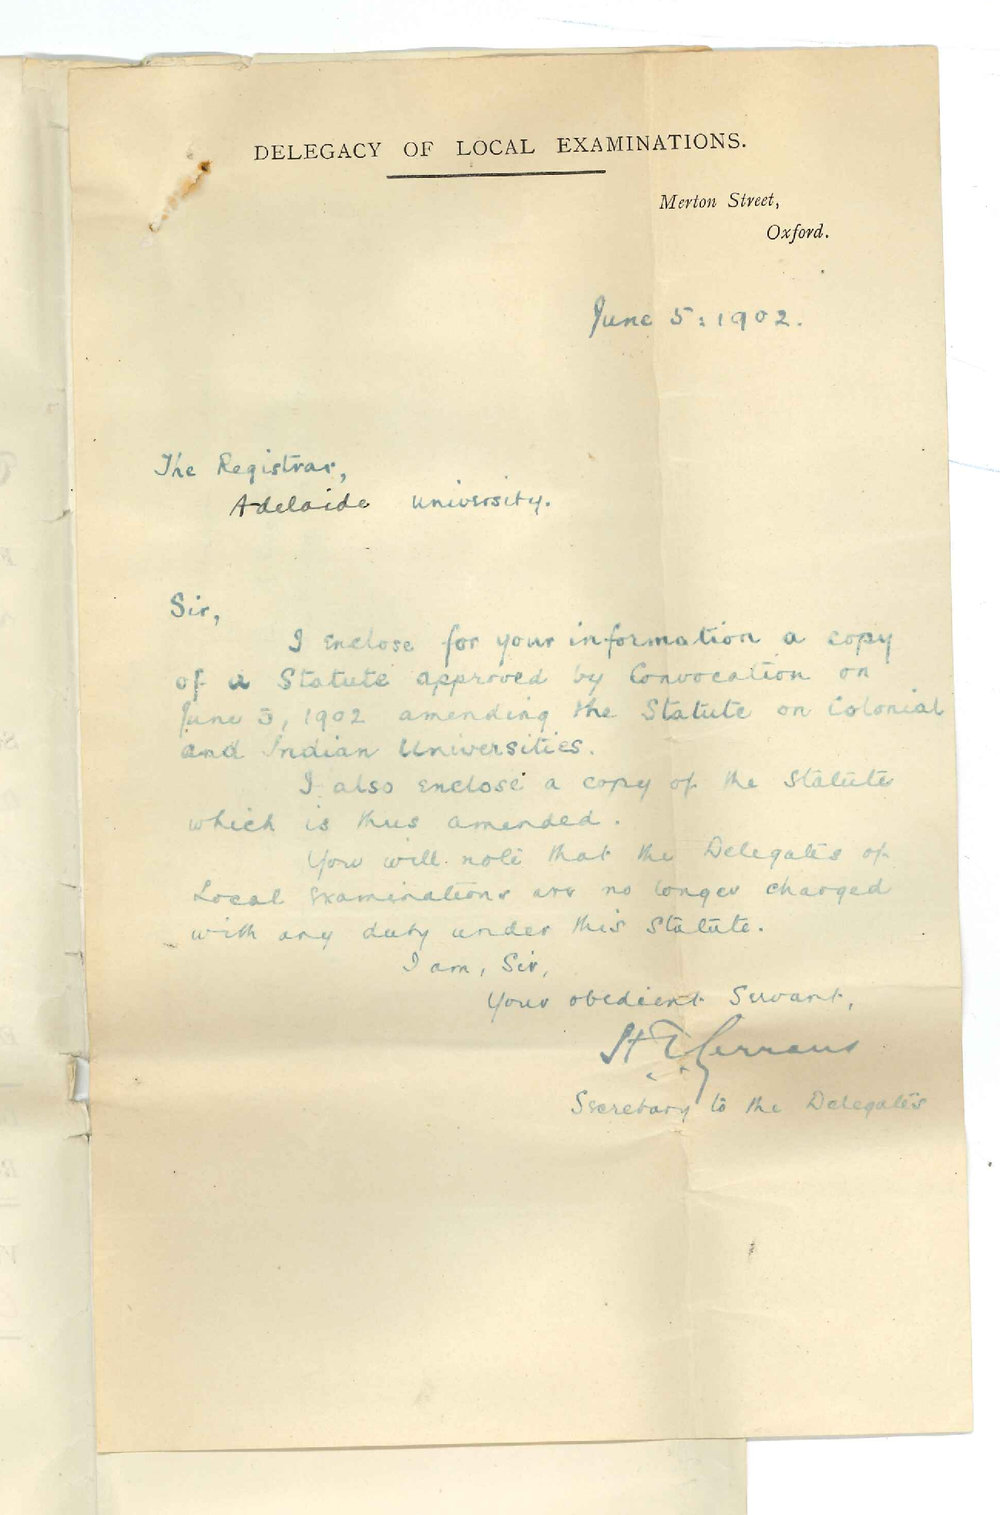 DELEGACY OF LOCAL EXAMINATIONS.
Merton Street,
Oxford.
June 5: 1902.
The Registrar,
Adelaide University.
Sir,
I enclose for your information a copy
of a Statute approved by Convocation on
June 3, 1902 amending the Statute on Colonial
and Indian Universities.
I also enclose a copy of the Statute
which is thus amended.
You will note that the Delegates of
Local Examinations are no longer charged
with any duty under this Statute.
I am, Sir,
Your obedient Servant,
H T Gerrans
Secretary to the Delegates